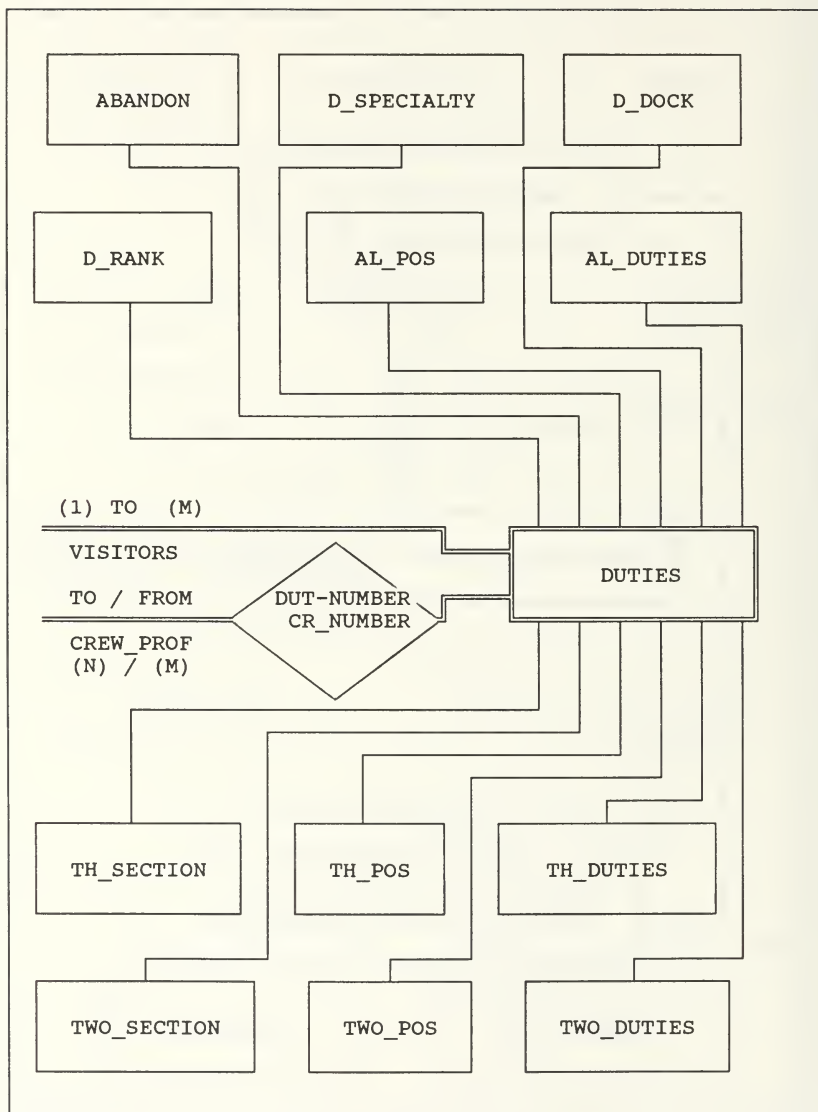 ABANDON
D_SPECIALTY
D_DOCK
D_RANK
AL_POS
AL_DUTIES
(1) TO (M)
VISITORS
TO / FROM
CREW_PROF
(N) / (M)
DUT-NUMBER
CR_NUMBER
DUTIES
TH_SECTION
TH_POS
TH_DUTIES
TWO_SECTION
TWO_POS
TWO_DUTIES